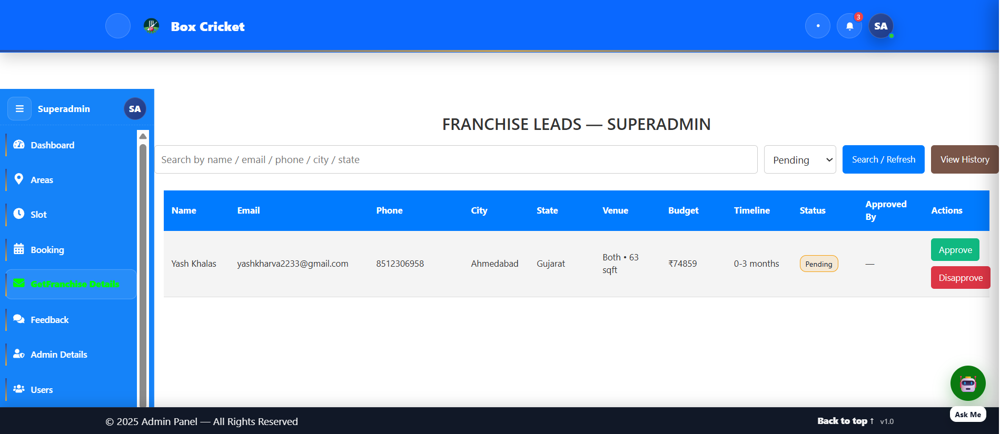 Box Cricket
3
SA
Superadmin
SA
Dashboard
Areas
Slot
Booking
GetFranchise Details
Feedback
Admin Details
Users
FRANCHISE LEADS — SUPERADMIN
Search by name / email / phone / city / state
Pending
Search / Refresh
View History
Name Email Phone City State Venue Budget Timeline Status Approved By Actions
Yash Khalas yashkharva2233@gmail.com 8512306958 Ahmedabad Gujarat Both • 63 sqft ₹74859 0-3 months Pending —
Approve
Disapprove
Ask Me
© 2025 Admin Panel — All Rights Reserved
Back to top ↑ v1.0